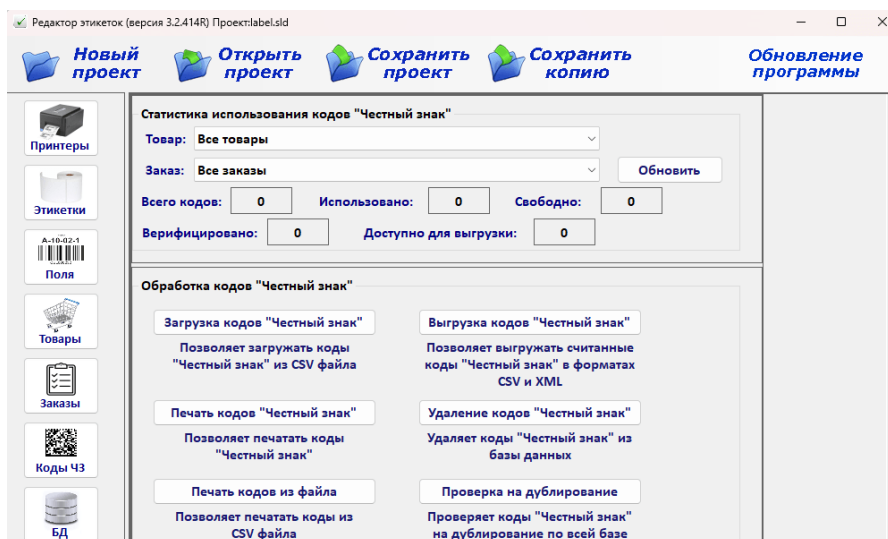 Редактор этикеток (версия 3.2.414R) Проект:label.sld
Новый
проект
Открыть
проект
Сохранить
проект
Сохранить
копию
Обновление
программы
Принтеры
Этикетки
A-10-02-1
Поля
Товары
Заказы
Коды ЧЗ
БД
Статистика использования кодов "Честный знак"
Товар: Все товары
Заказ: Все заказы Обновить
Всего кодов: 0 Использовано: 0 Свободно: 0
Верифицировано: 0 Доступно для выгрузки: 0
Обработка кодов "Честный знак"
Загрузка кодов "Честный знак"
Позволяет загружать коды
"Честный знак" из CSV файла
Выгрузка кодов "Честный знак"
Позволяет выгружать считанные
коды "Честный знак" в форматах
CSV и XML
Печать кодов "Честный знак"
Позволяет печатать коды
"Честный знак"
Удаление кодов "Честный знак"
Удаляет коды "Честный знак" из
базы данных
Печать кодов из файла
Позволяет печатать коды из
CSV файла
Проверка на дублирование
Проверяет коды "Честный знак"
на дублирование по всей базе